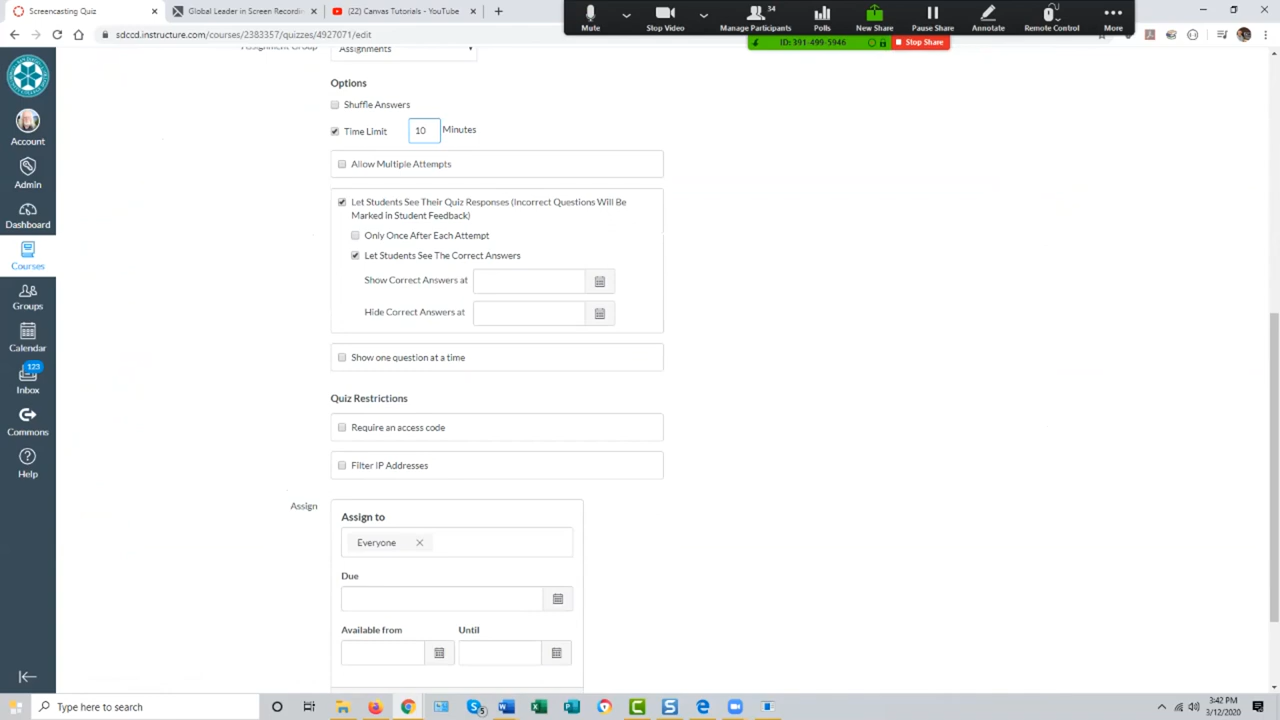 Screencasting Quiz
Global Leader in Screen Recordin
(22) Canvas Tutorials - YouTube
Mute
Stop Video
34
Manage Participants
Polls
New Share
Pause Share
Annotate
Remote Control
More
ID: 391-499-5946
Stop Share
sdccd.instructure.com/courses/2383357/quizzes/4927071/edit
Account
Admin
Dashboard
Courses
Groups
Calendar
123
Inbox
Commons
Help
Assignment Group
Assignments
Options
Shuffle Answers
Time Limit 10 Minutes
Allow Multiple Attempts
Let Students See Their Quiz Responses (Incorrect Questions Will Be
Marked in Student Feedback)
Only Once After Each Attempt
Let Students See The Correct Answers
Show Correct Answers at
Hide Correct Answers at
Show one question at a time
Quiz Restrictions
Require an access code
Filter IP Addresses
Assign
Assign to
Everyone
Due
Available from Until
Type here to search
3:42 PM
3/12/2020